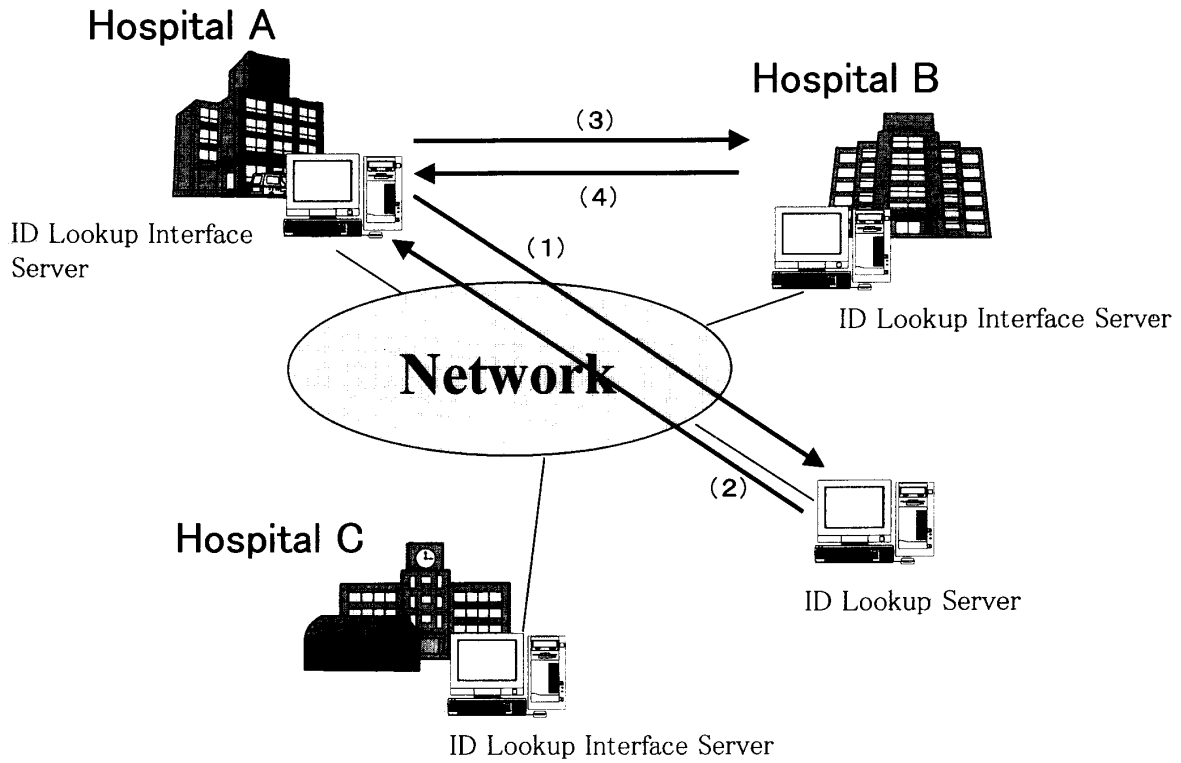 Hospital A
Hospital B
(3)
(4)
ID Lookup Interface
Server
(1)
ID Lookup Interface Server
Network
(2)
Hospital C
ID Lookup Server
ID Lookup Interface Server